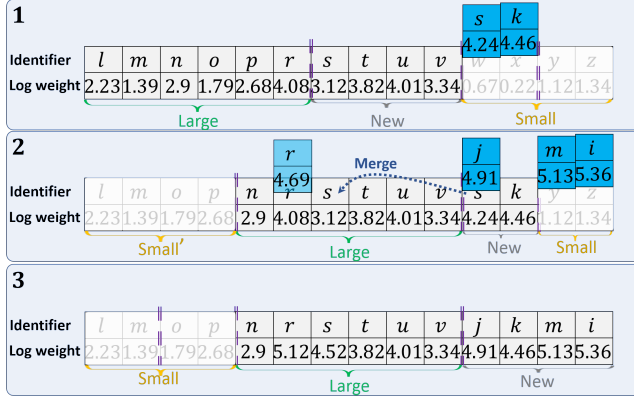 1
s k
4.24 4.46
Identifier l m n o p r s t u v w x y z
Log weight 2.23 1.39 2.9 1.79 2.68 4.08 3.12 3.82 4.01 3.34 0.67 0.22 1.12 1.34
Large New Small
2
r j m i
4.69 Merge 4.91 5.13 5.36
Identifier l m o p n r s t u v s k y z
Log weight 2.23 1.39 1.79 2.68 2.9 4.08 3.12 3.82 4.01 3.34 4.24 4.46 1.12 1.34
Small′ Large New Small
3
Identifier l m o p n r s t u v j k m i
Log weight 2.23 1.39 1.79 2.68 2.9 5.12 4.52 3.82 4.01 3.34 4.91 4.46 5.13 5.36
Small Large New